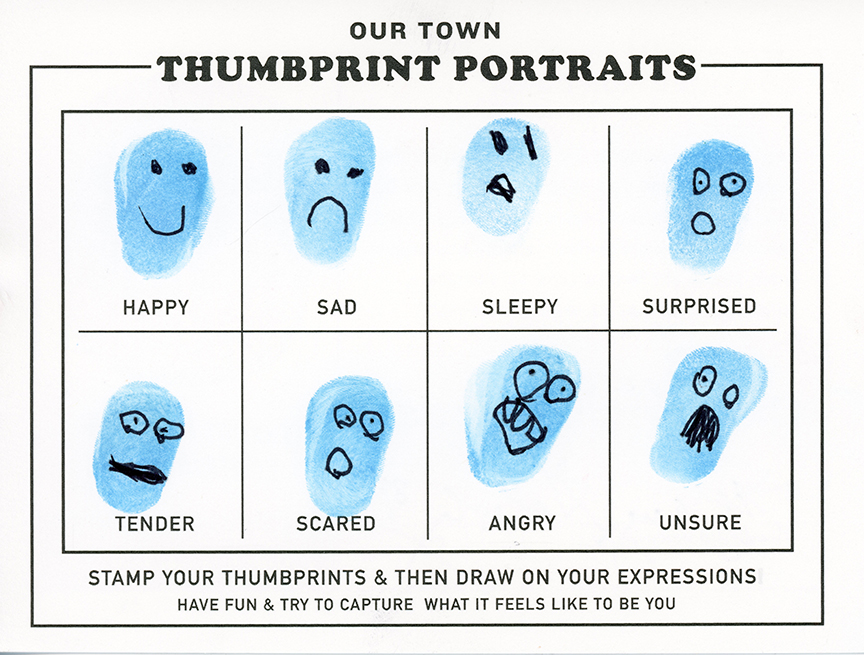 OUR TOWN
THUMBPRINT PORTRAITS
HAPPY
SAD
SLEEPY
SURPRISED
TENDER
SCARED
ANGRY
UNSURE
STAMP YOUR THUMBPRINTS & THEN DRAW ON YOUR EXPRESSIONS
HAVE FUN & TRY TO CAPTURE WHAT IT FEELS LIKE TO BE YOU